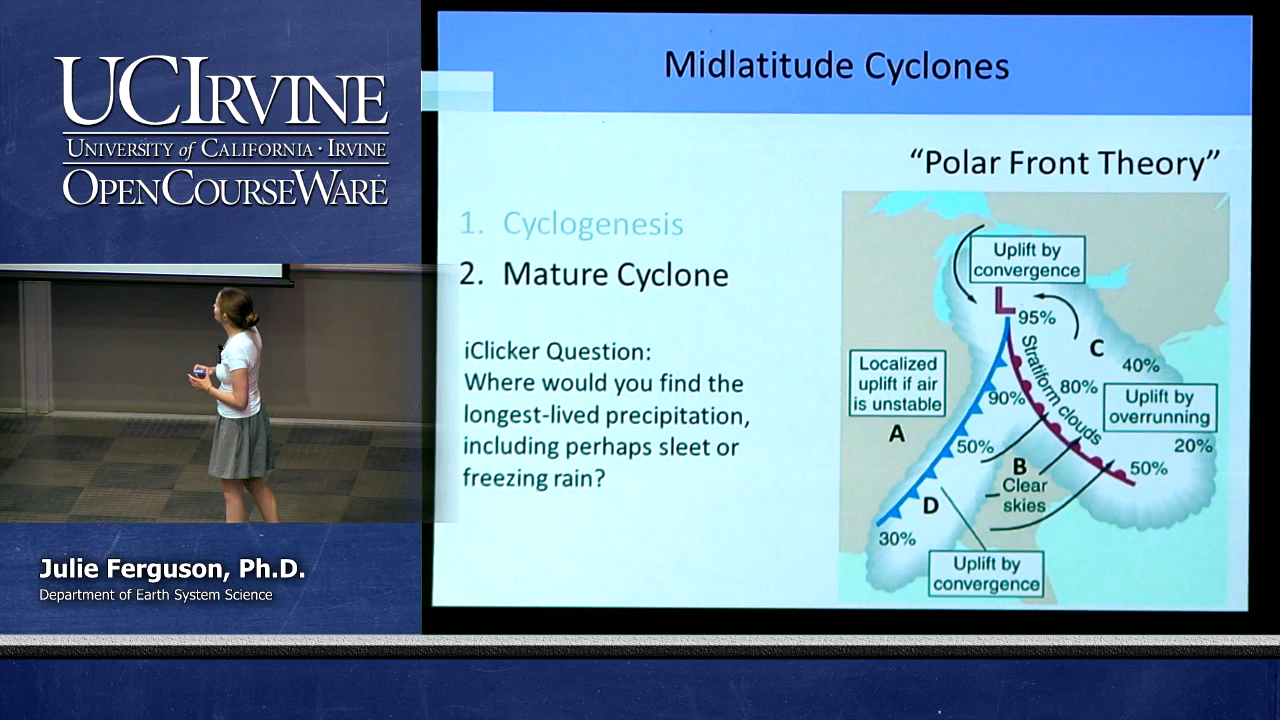 UCIRVINE
UNIVERSITY of CALIFORNIA · IRVINE
OPENCOURSEWARE
Julie Ferguson, Ph.D.
Department of Earth System Science
Midlatitude Cyclones
“Polar Front Theory”
1. Cyclogenesis
2. Mature Cyclone
iClicker Question:
Where would you find the
longest-lived precipitation,
including perhaps sleet or
freezing rain?
Uplift by
convergence
L
95%
C
40%
Stratiform clouds
80%
Localized
uplift if air
is unstable
90%
Uplift by
overrunning
A
50%
20%
B
50%
Clear
skies
D
30%
Uplift by
convergence